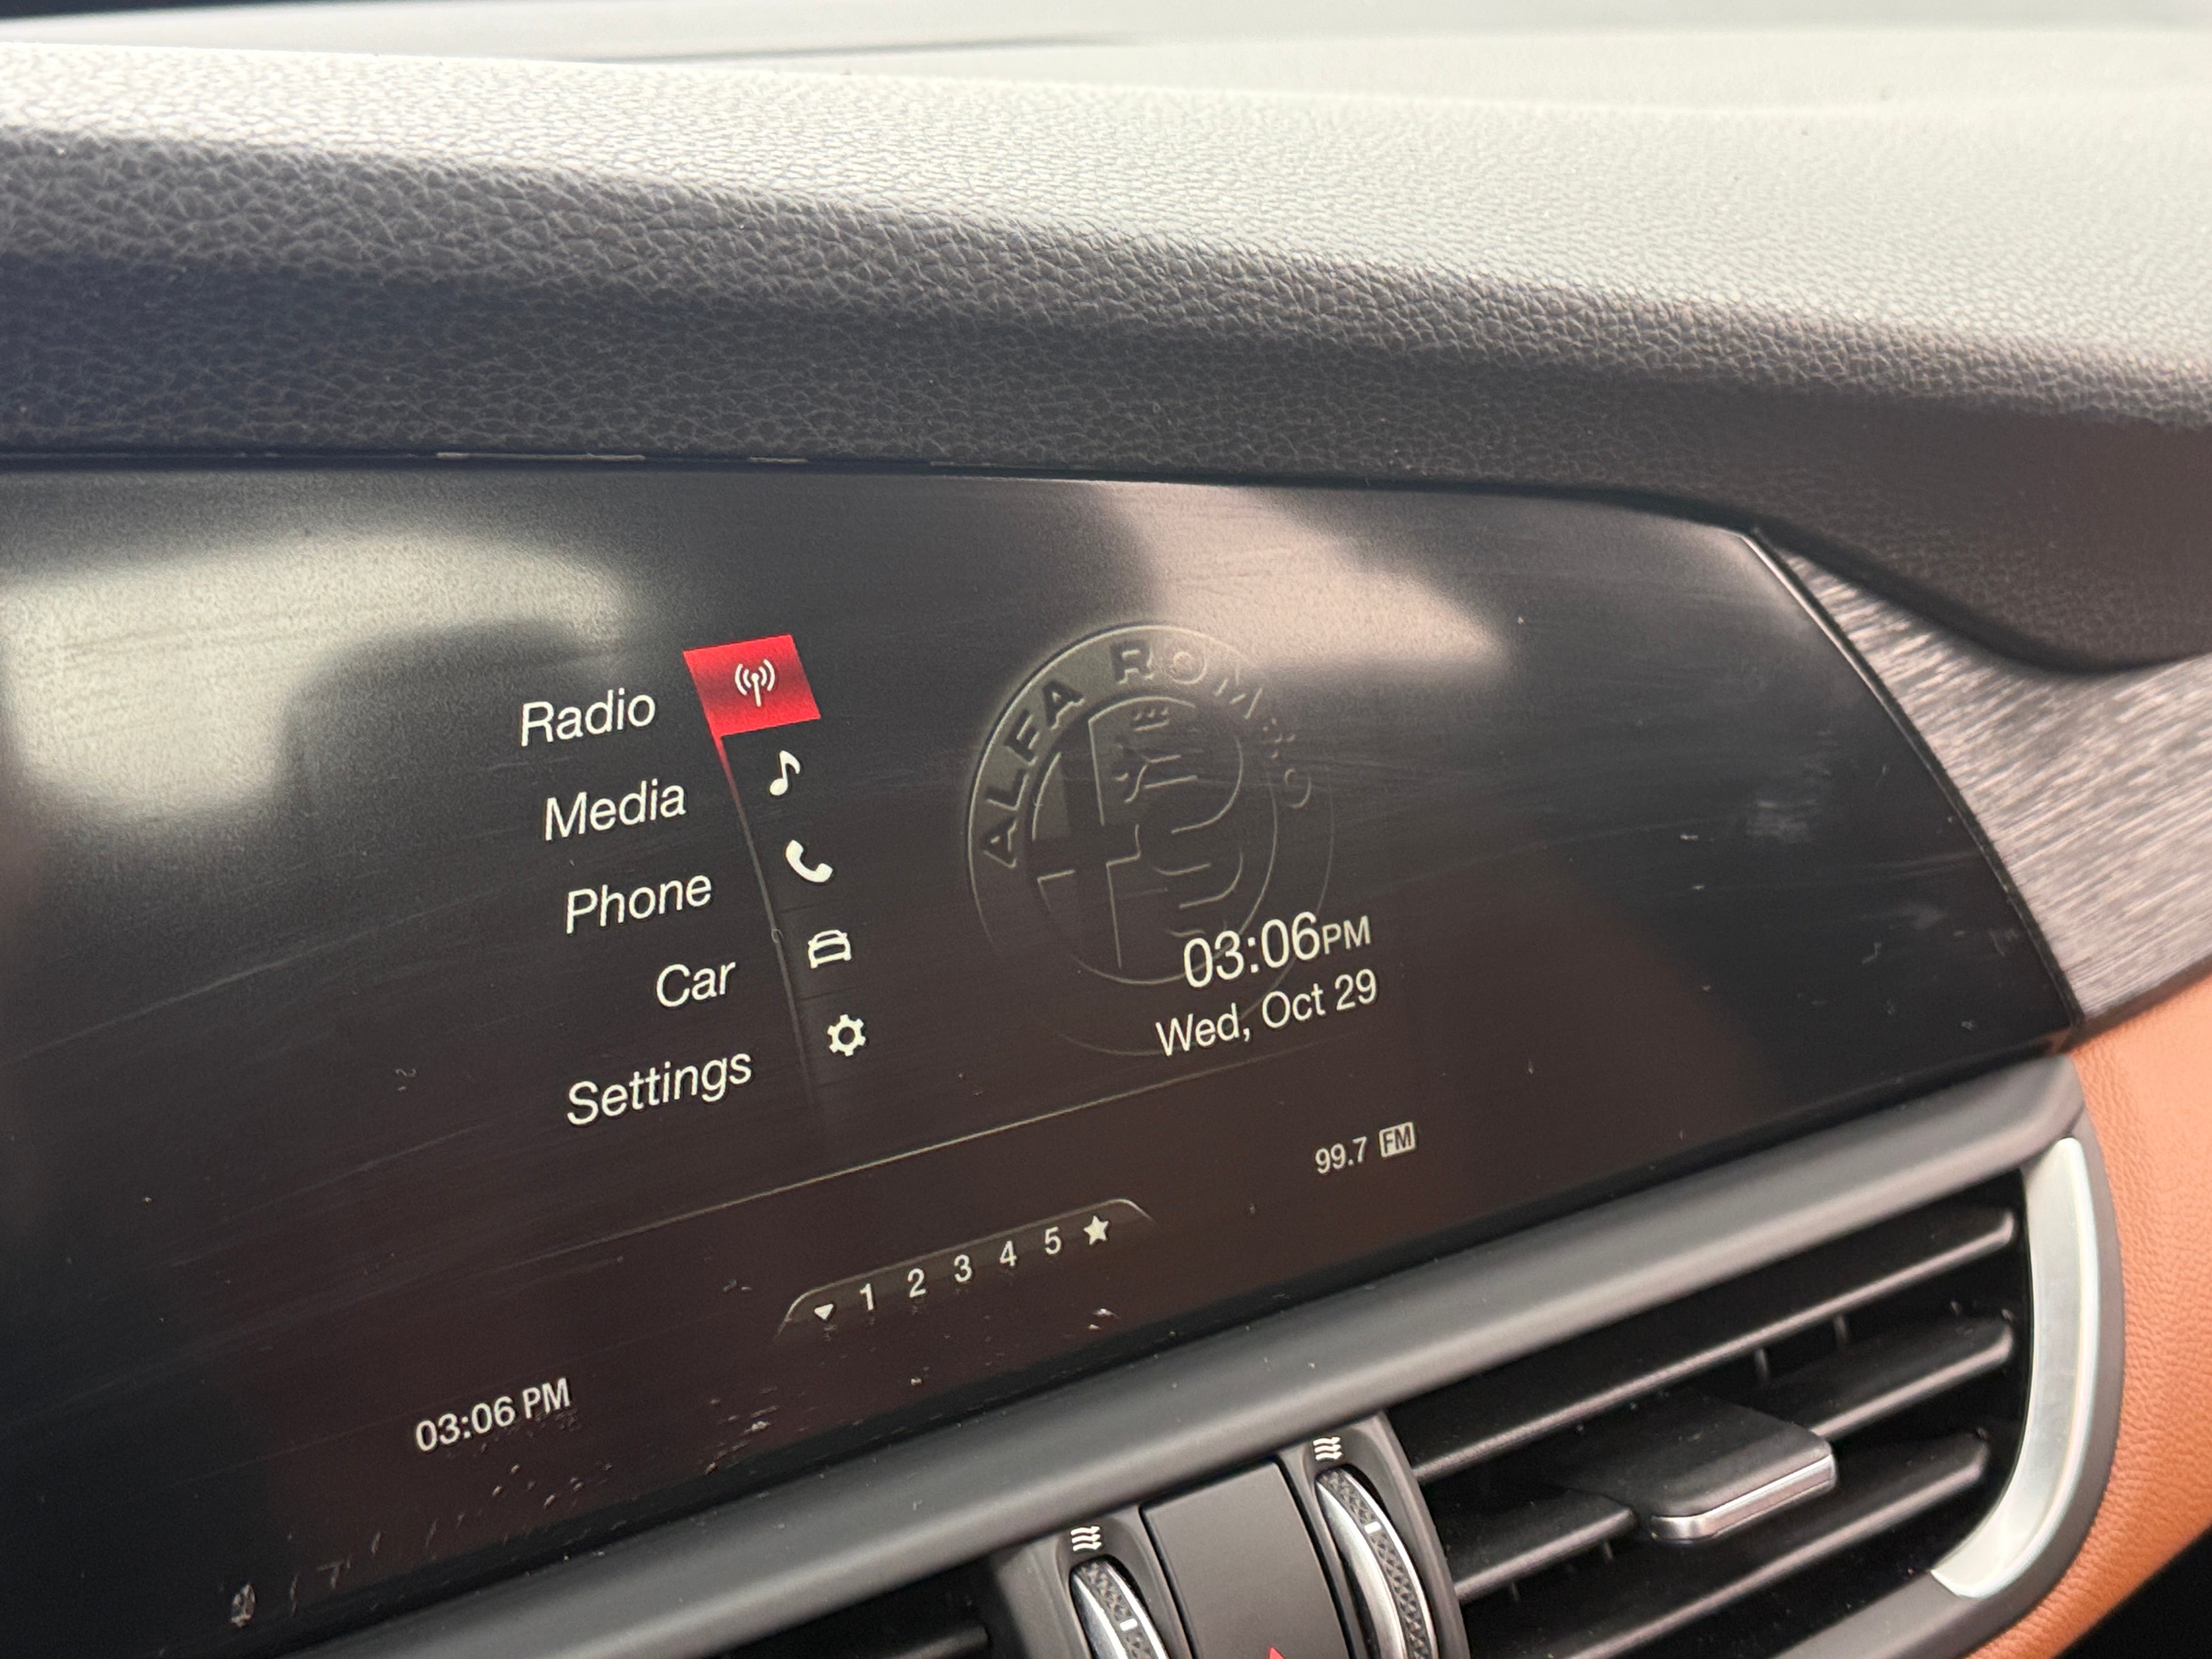 Radio
Media
Phone
Car
Settings
ALFA ROMEO
03:06PM
Wed, Oct 29
99.7 FM
1 2 3 4 5
03:06 PM